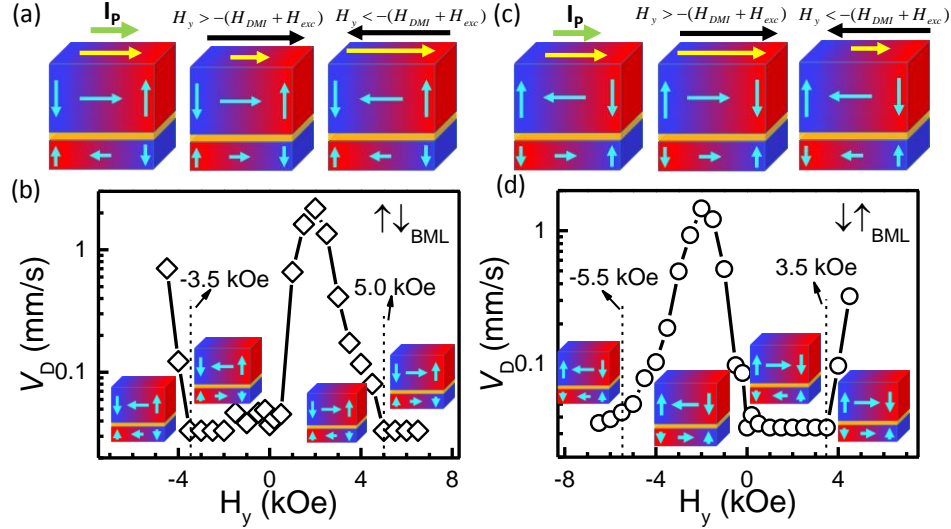 (a)
I_P
H_y > −(H_DMI + H_exc)
H_y < −(H_DMI + H_exc)
(c)
I_P
H_y > −(H_DMI + H_exc)
H_y < −(H_DMI + H_exc)
(b)
V_D (mm/s)
1
0.1
↑↓_BML
-3.5 kOe
5.0 kOe
-4
0
4
8
H_y (kOe)
(d)
V_D (mm/s)
1
0.1
↓↑_BML
-5.5 kOe
3.5 kOe
-8
-4
0
4
H_y (kOe)